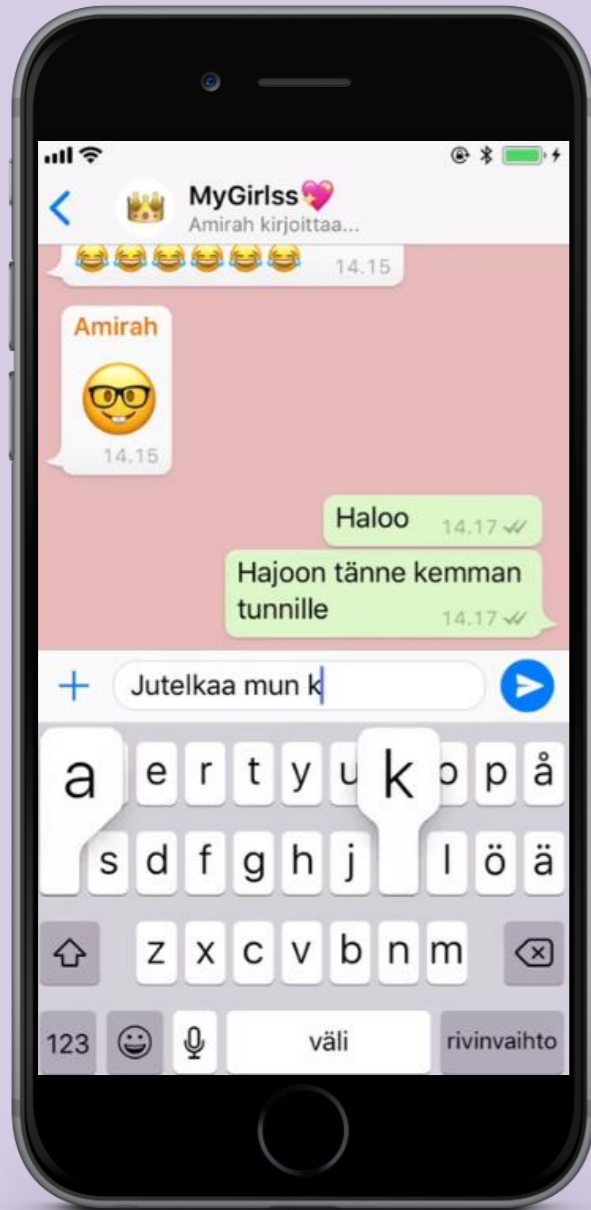 MyGirlss💖
Amirah kirjoittaa...
😂😂😂😂😂😂 14.15
Amirah
🤓
14.15
Haloo 14.17
Hajoon tänne kemman
tunnille 14.17
Jutelkaa mun k
a e r t y u k o p å
s d f g h j l ö ä
z x c v b n m
123 väli rivinvaihto